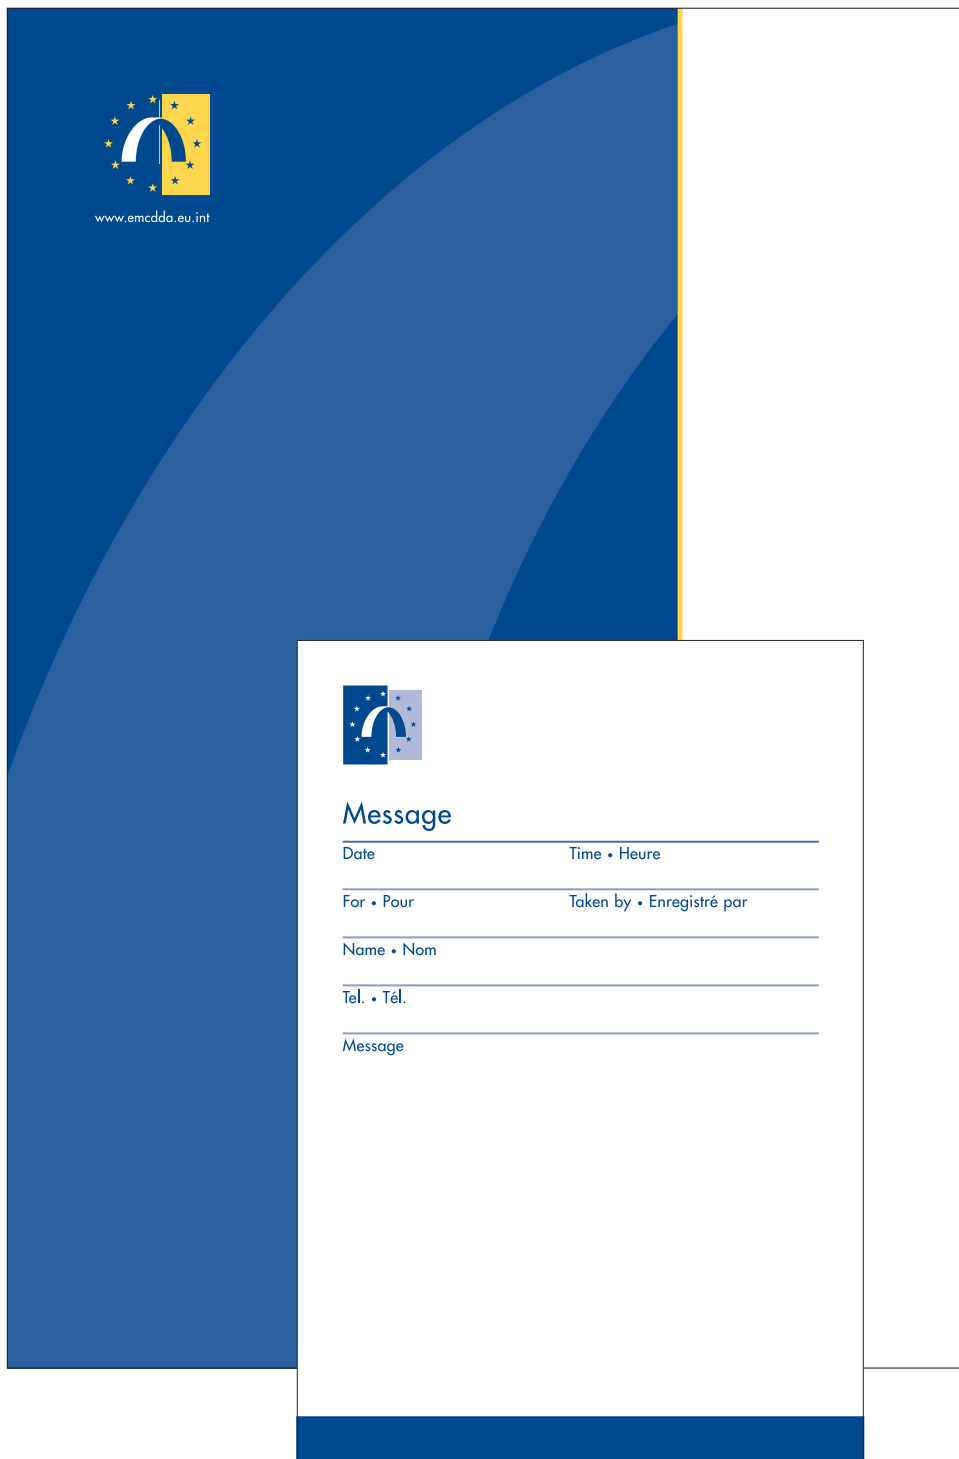 www.emcdda.eu.int
Message
Date Time • Heure
For • Pour Taken by • Enregistré par
Name • Nom
Tel. • Tél.
Message